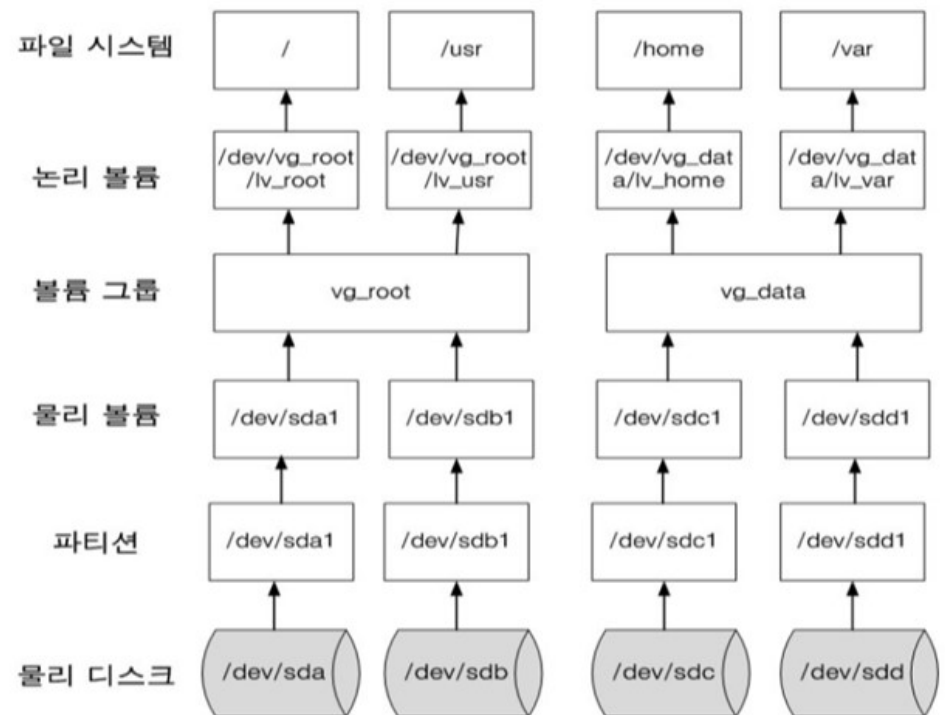 파일 시스템
/
/usr
/home
/var
논리 볼륨
/dev/vg_root
/lv_root
/dev/vg_root
/lv_usr
/dev/vg_dat
a/lv_home
/dev/vg_dat
a/lv_var
볼륨 그룹
vg_root
vg_data
물리 볼륨
/dev/sda1
/dev/sdb1
/dev/sdc1
/dev/sdd1
파티션
/dev/sda1
/dev/sdb1
/dev/sdc1
/dev/sdd1
물리 디스크
/dev/sda
/dev/sdb
/dev/sdc
/dev/sdd